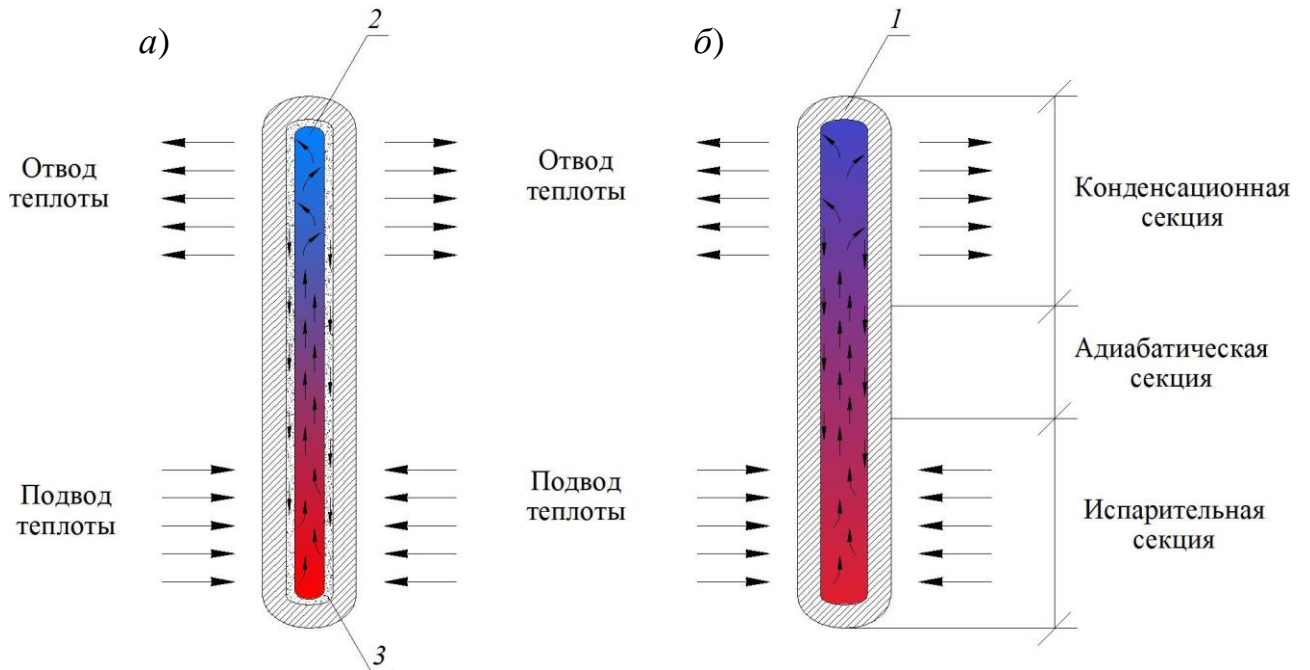 а)
2
б)
1
Отвод
теплоты
Отвод
теплоты
Конденсационная
секция
Адиабатическая
секция
Подвод
теплоты
Подвод
теплоты
Испарительная
секция
3